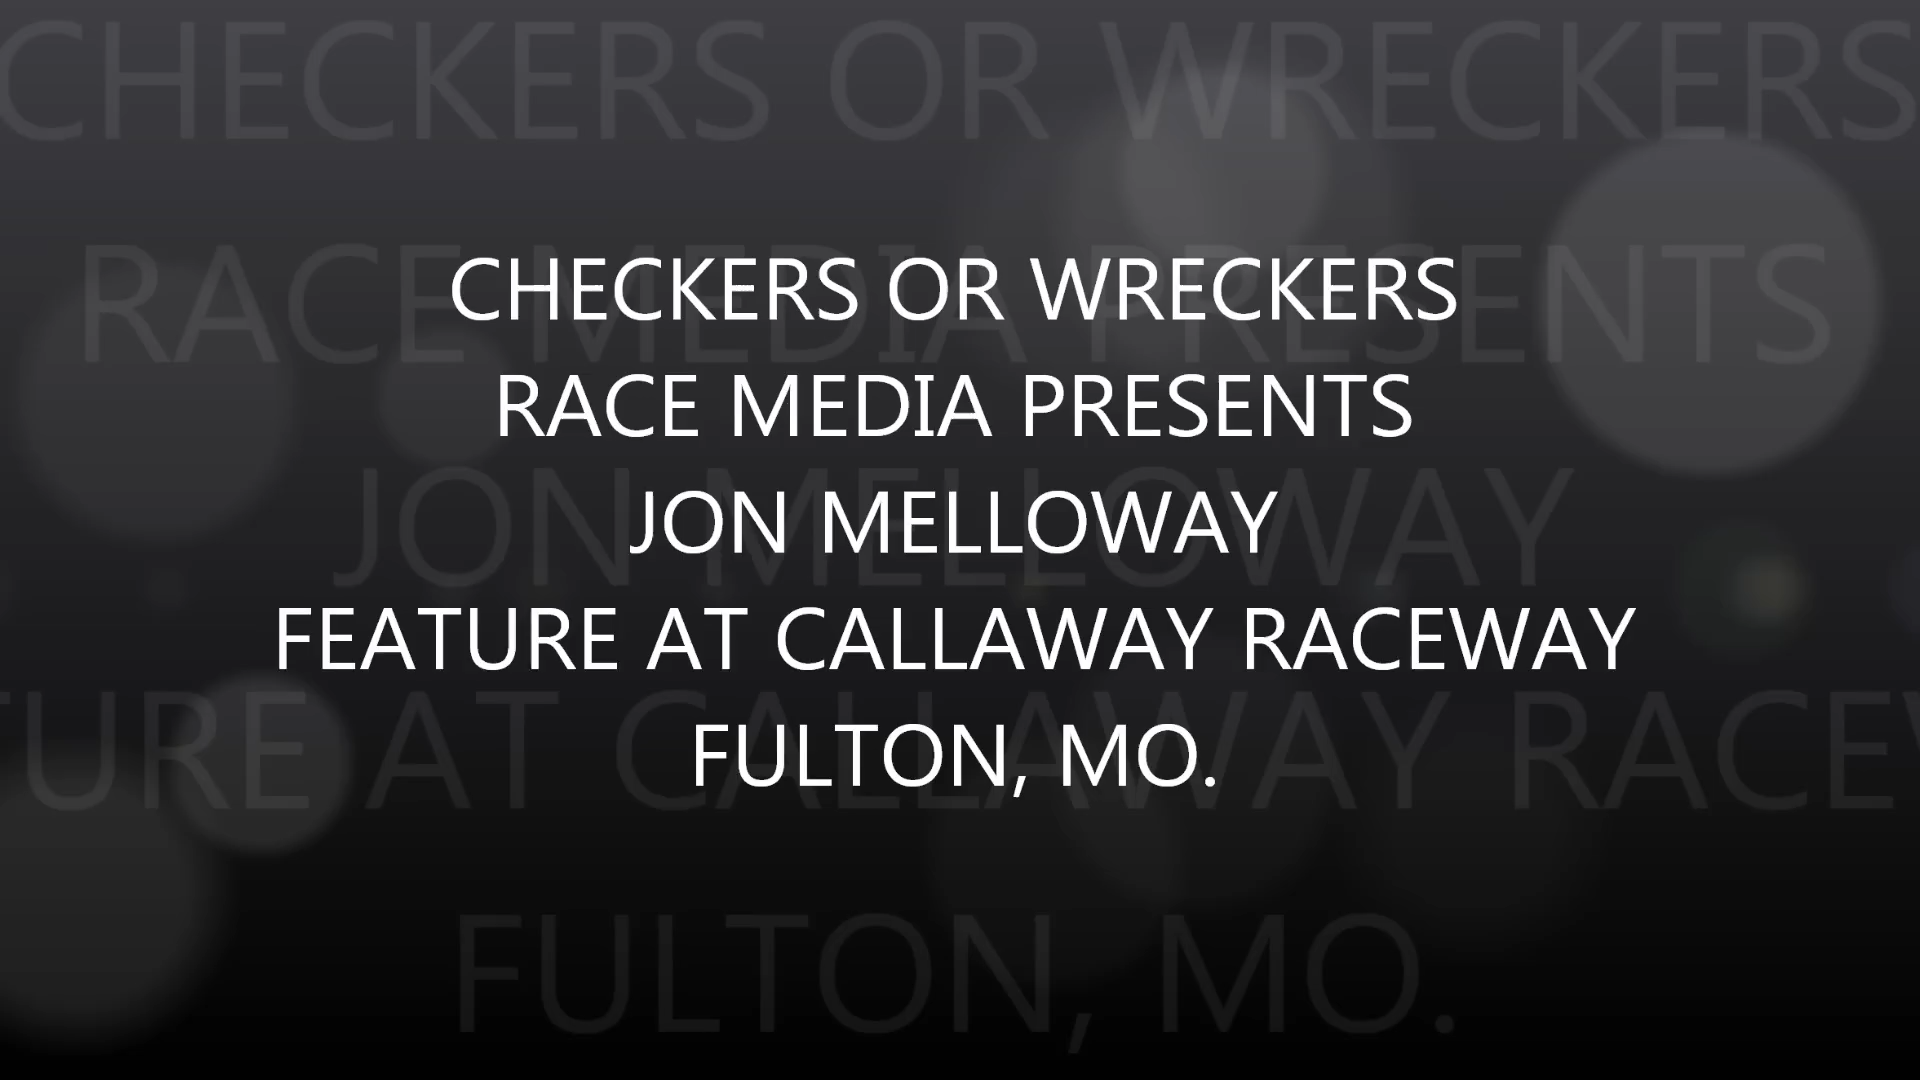 CHECKERS OR WRECKERS
RACE MEDIA PRESENTS
JON MELLOWAY
FEATURE AT CALLAWAY RACEWAY
FULTON, MO.